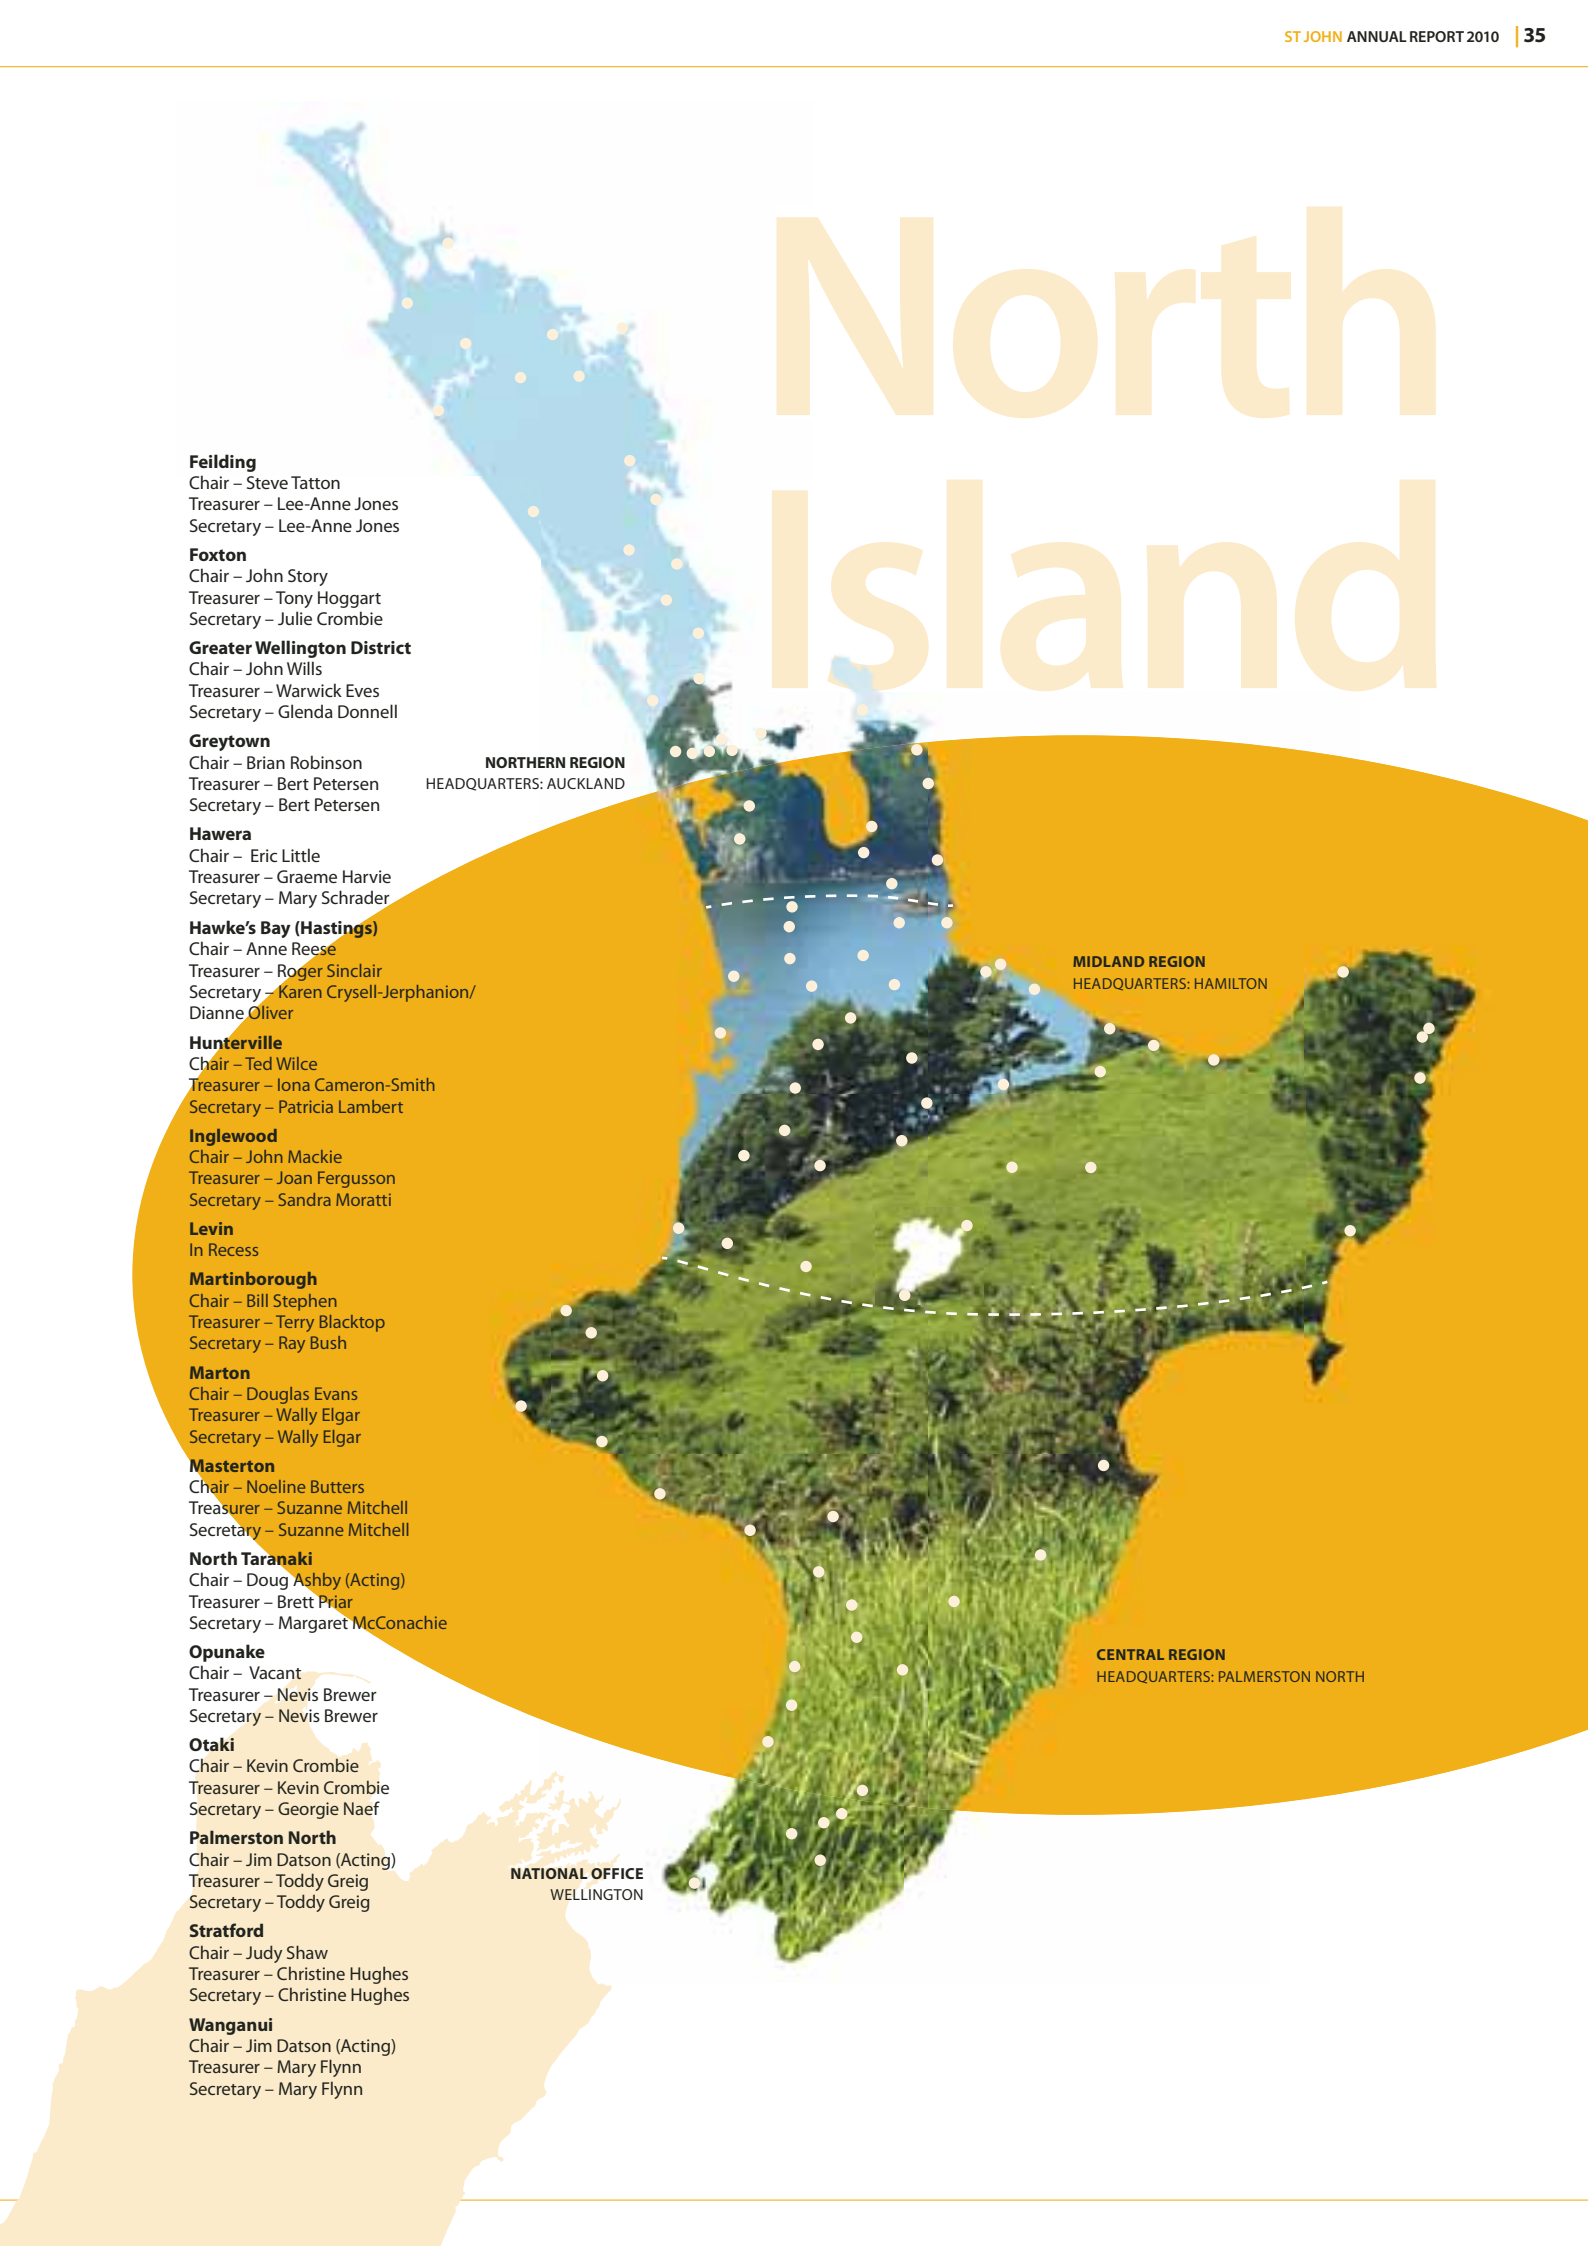 ST JOHN ANNUAL REPORT 2010 | 35
North
Island
Feilding
Chair – Steve Tatton
Treasurer – Lee-Anne Jones
Secretary – Lee-Anne Jones
Foxton
Chair – John Story
Treasurer – Tony Hoggart
Secretary – Julie Crombie
Greater Wellington District
Chair – John Wills
Treasurer – Warwick Eves
Secretary – Glenda Donnell
Greytown
Chair – Brian Robinson
Treasurer – Bert Petersen
Secretary – Bert Petersen
Hawera
Chair – Eric Little
Treasurer – Graeme Harvie
Secretary – Mary Schrader
Hawke's Bay (Hastings)
Chair – Anne Reese
Treasurer – Roger Sinclair
Secretary – Karen Crysell-Jerphanion/
Dianne Oliver
Hunterville
Chair – Ted Wilce
Treasurer – Iona Cameron-Smith
Secretary – Patricia Lambert
Inglewood
Chair – John Mackie
Treasurer – Joan Fergusson
Secretary – Sandra Moratti
Levin
In Recess
Martinborough
Chair – Bill Stephen
Treasurer – Terry Blacktop
Secretary – Ray Bush
Marton
Chair – Douglas Evans
Treasurer – Wally Elgar
Secretary – Wally Elgar
Masterton
Chair – Noeline Butters
Treasurer – Suzanne Mitchell
Secretary – Suzanne Mitchell
North Taranaki
Chair – Doug Ashby (Acting)
Treasurer – Brett Priar
Secretary – Margaret McConachie
Opunake
Chair – Vacant
Treasurer – Nevis Brewer
Secretary – Nevis Brewer
Otaki
Chair – Kevin Crombie
Treasurer – Kevin Crombie
Secretary – Georgie Naef
Palmerston North
Chair – Jim Datson (Acting)
Treasurer – Toddy Greig
Secretary – Toddy Greig
Stratford
Chair – Judy Shaw
Treasurer – Christine Hughes
Secretary – Christine Hughes
Wanganui
Chair – Jim Datson (Acting)
Treasurer – Mary Flynn
Secretary – Mary Flynn
NORTHERN REGION
HEADQUARTERS: AUCKLAND
MIDLAND REGION
HEADQUARTERS: HAMILTON
CENTRAL REGION
HEADQUARTERS: PALMERSTON NORTH
NATIONAL OFFICE
WELLINGTON